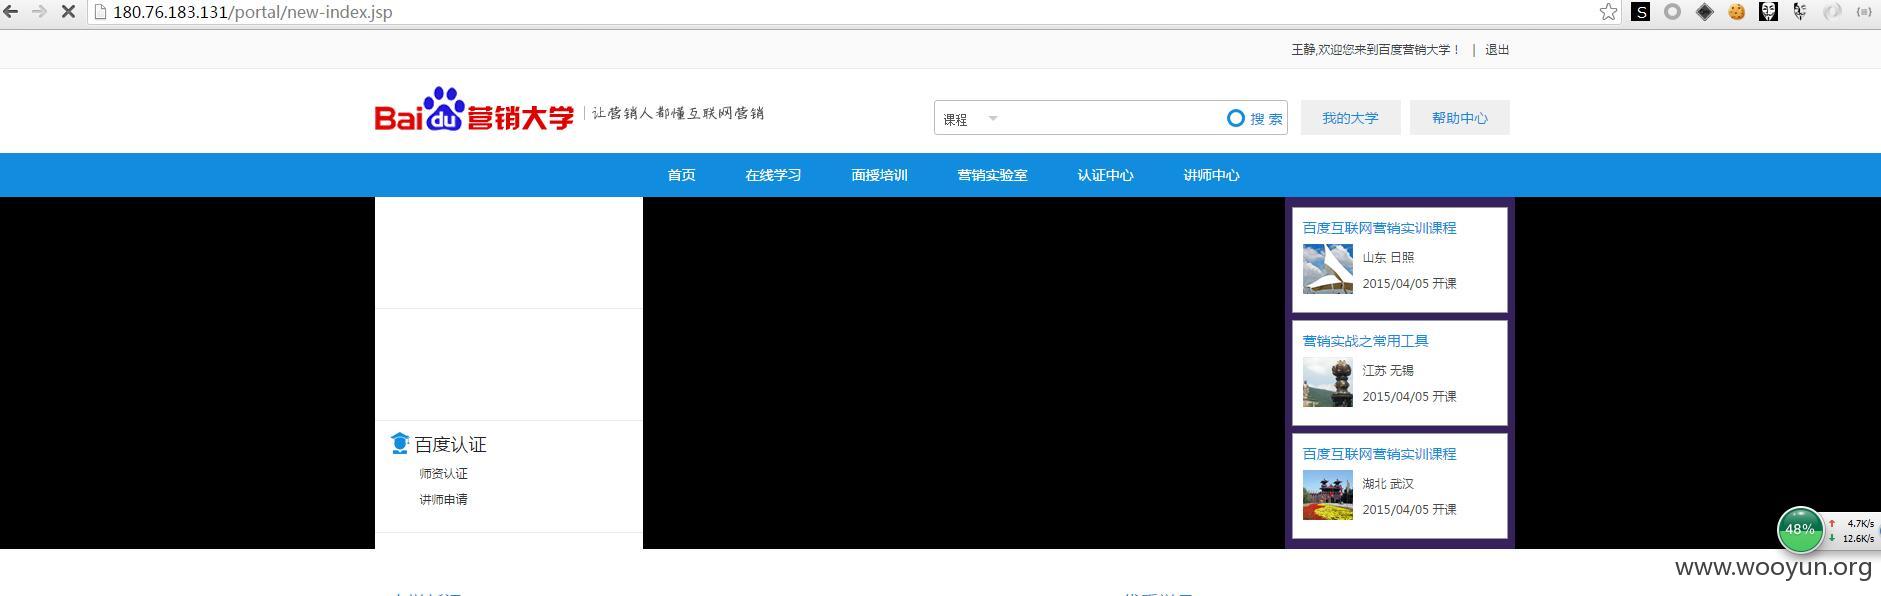 180.76.183.131/portal/new-index.jsp
王静,欢迎您来到百度营销大学！ | 退出
Baidu 营销大学 | 让营销人都懂互联网营销
课程 搜索 我的大学 帮助中心
首页 在线学习 面授培训 营销实验室 认证中心 讲师中心
百度认证
师资认证
讲师申请
百度互联网营销实训课程
山东 日照
2015/04/05 开课
营销实战之常用工具
江苏 无锡
2015/04/05 开课
百度互联网营销实训课程
湖北 武汉
2015/04/05 开课
48% 4.7K/s
12.6K/s
www.wooyun.org